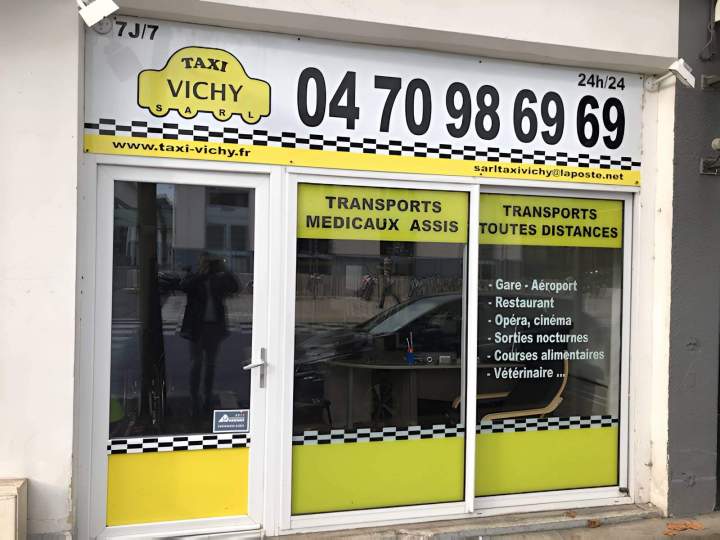 7J/7
TAXI
VICHY
SARL
04 70 98 69 69
24h/24
www.taxi-vichy.fr
sarltaxivichy@laposte.net
TRANSPORTS
MEDICAUX ASSIS
TRANSPORTS
TOUTES DISTANCES
- Gare - Aéroport
- Restaurant
- Opéra, cinéma
- Sorties nocturnes
- Courses alimentaires
- Vétérinaire ...